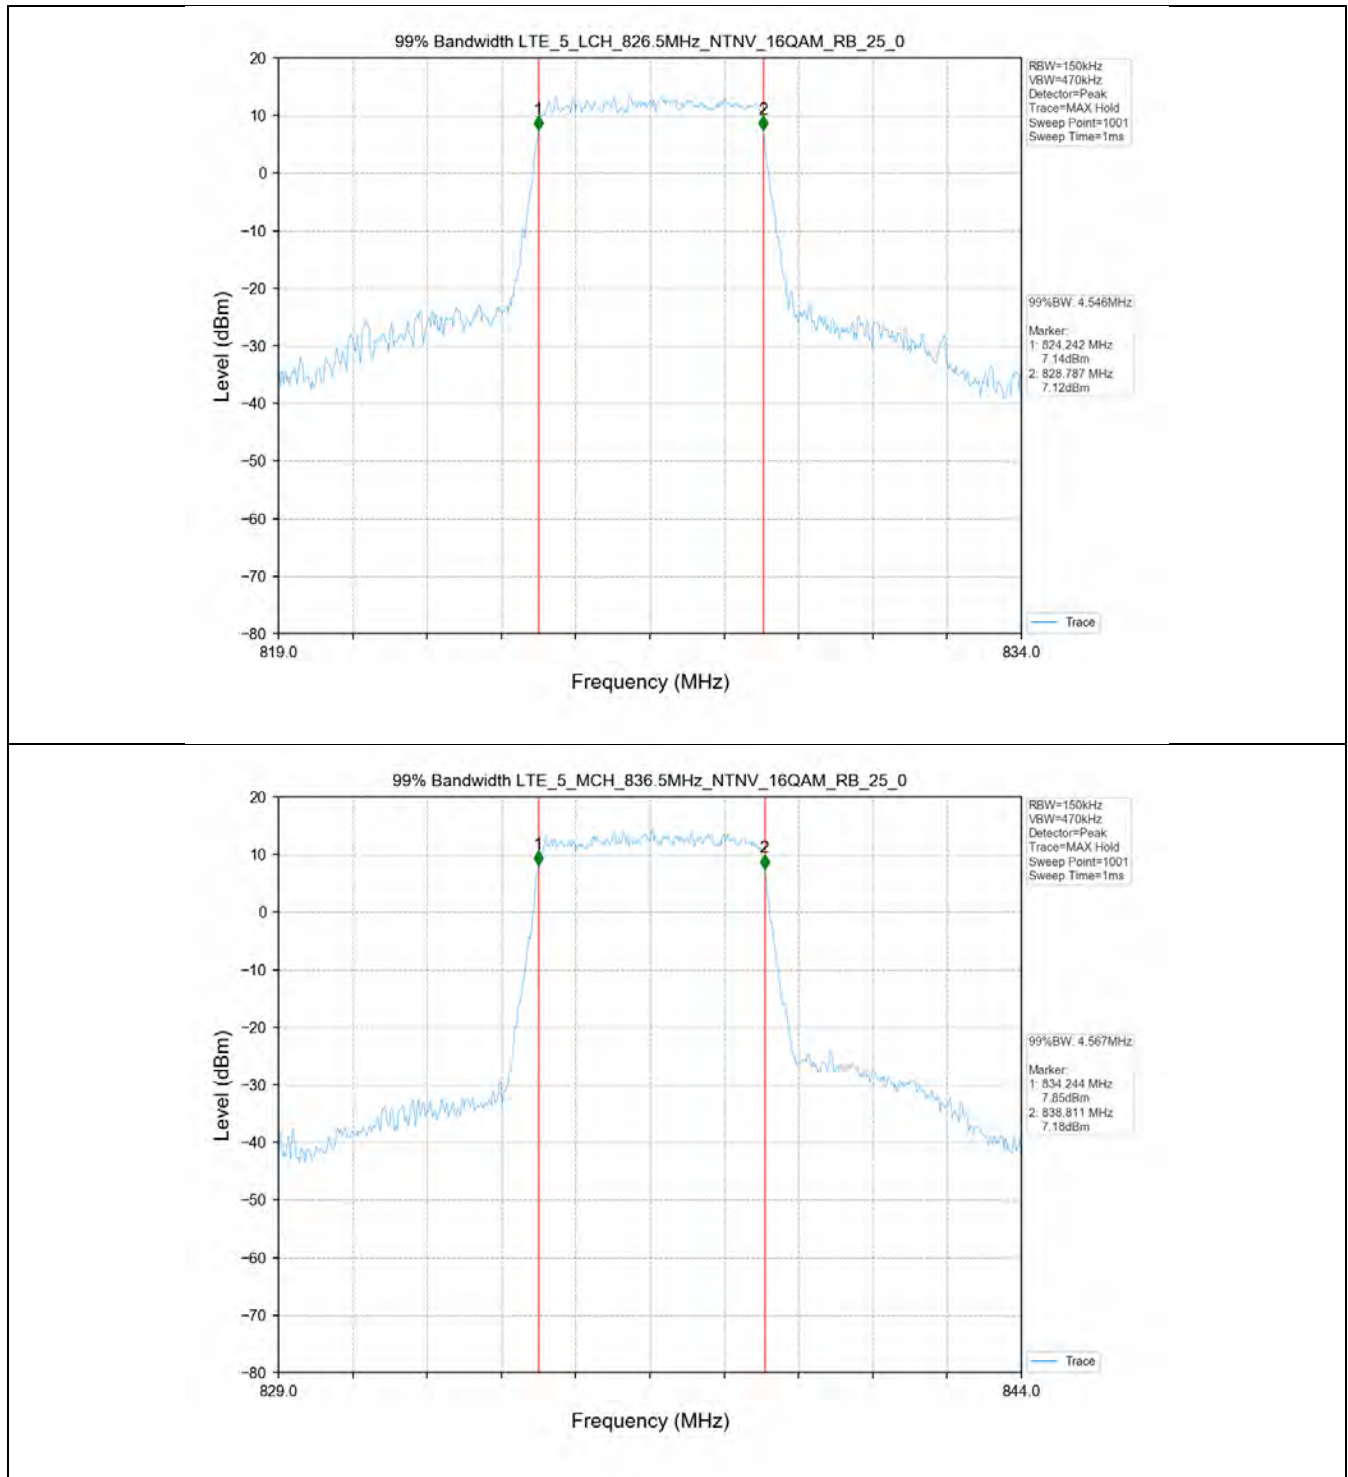 99% Bandwidth LTE_5_LCH_826.5MHz_NTNV_16QAM_RB_25_0
RBW=150kHz
VBW=470kHz
Detector=Peak
Trace=MAX Hold
Sweep Point=1001
Sweep Time=1ms
20
10
0
−10
−20
−30
−40
−50
−60
−70
−80
Level (dBm)
1
2
99%BW: 4.546MHz
Marker:
1: 824.242 MHz
7.14dBm
2: 828.787 MHz
7.12dBm
Trace
819.0
834.0
Frequency (MHz)
99% Bandwidth LTE_5_MCH_836.5MHz_NTNV_16QAM_RB_25_0
RBW=150kHz
VBW=470kHz
Detector=Peak
Trace=MAX Hold
Sweep Point=1001
Sweep Time=1ms
20
10
0
−10
−20
−30
−40
−50
−60
−70
−80
Level (dBm)
1
2
99%BW: 4.567MHz
Marker:
1: 834.244 MHz
7.85dBm
2: 838.811 MHz
7.18dBm
Trace
829.0
844.0
Frequency (MHz)